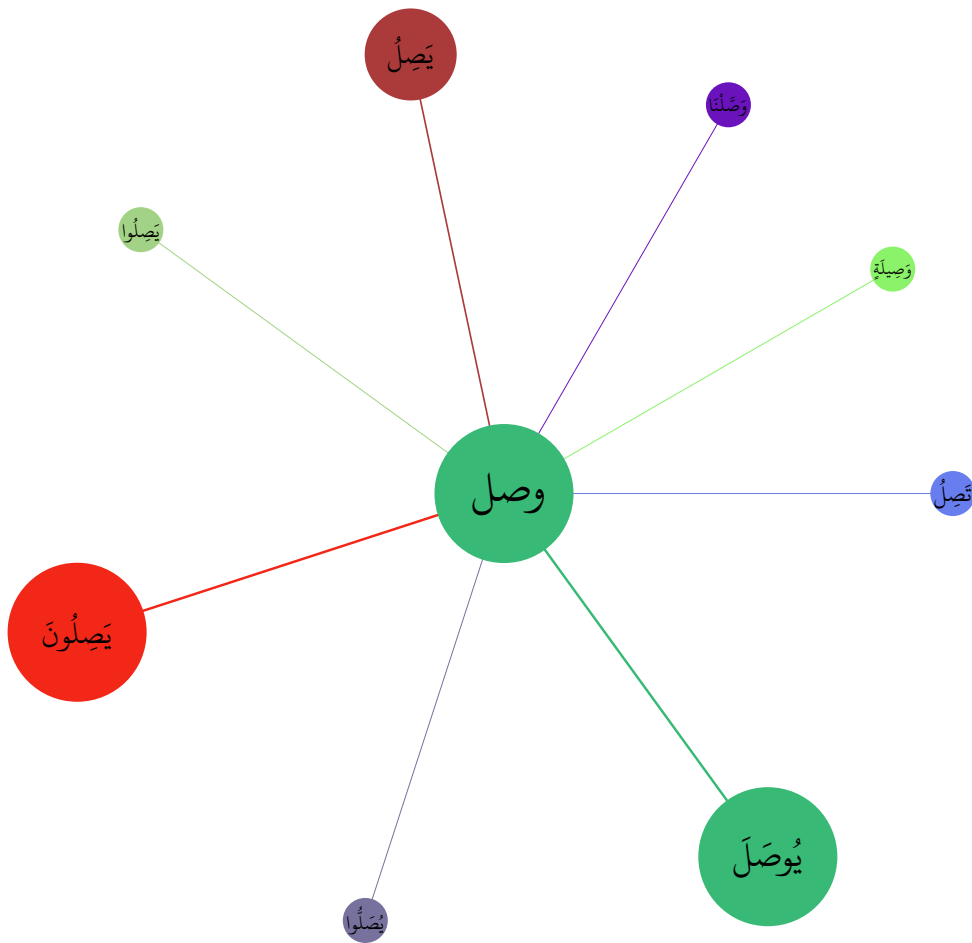 يَصِلُ
وَصَّلْنَا
يَصِلُوا
وَصِيلَةٍ
وصل
تَصِلُ
يَصِلُونَ
يُوصَلَ
يُصَلُّوا